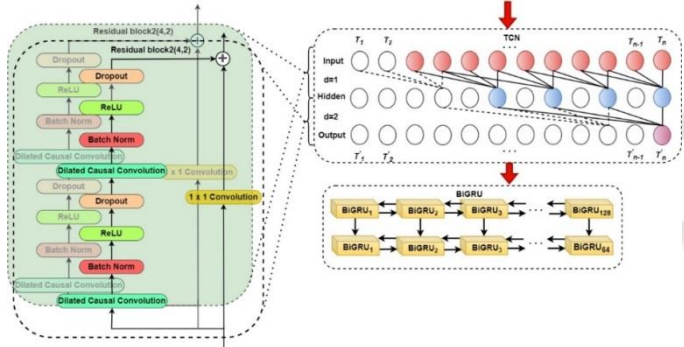 Residual block2(4,2)
Residual block2(4,2)
Dropout
Dropout
ReLU
ReLU
Batch Norm
Batch Norm
Dilated Causal Convolution
Dilated Causal Convolution
x 1 Convolution
1 x 1 Convolution
Dropout
Dropout
ReLU
ReLU
Batch Norm
Batch Norm
Dilated Causal Convolution
Dilated Causal Convolution
TCN
T1 T2 ... Tn-1 Tn
Input
d=1
Hidden
d=2
Output
T'1 T'2 ... T'n-1 T'n
BiGRU
BiGRU1 BiGRU2 BiGRU3 ... BiGRU128
BiGRU1 BiGRU2 BiGRU3 ... BiGRU64